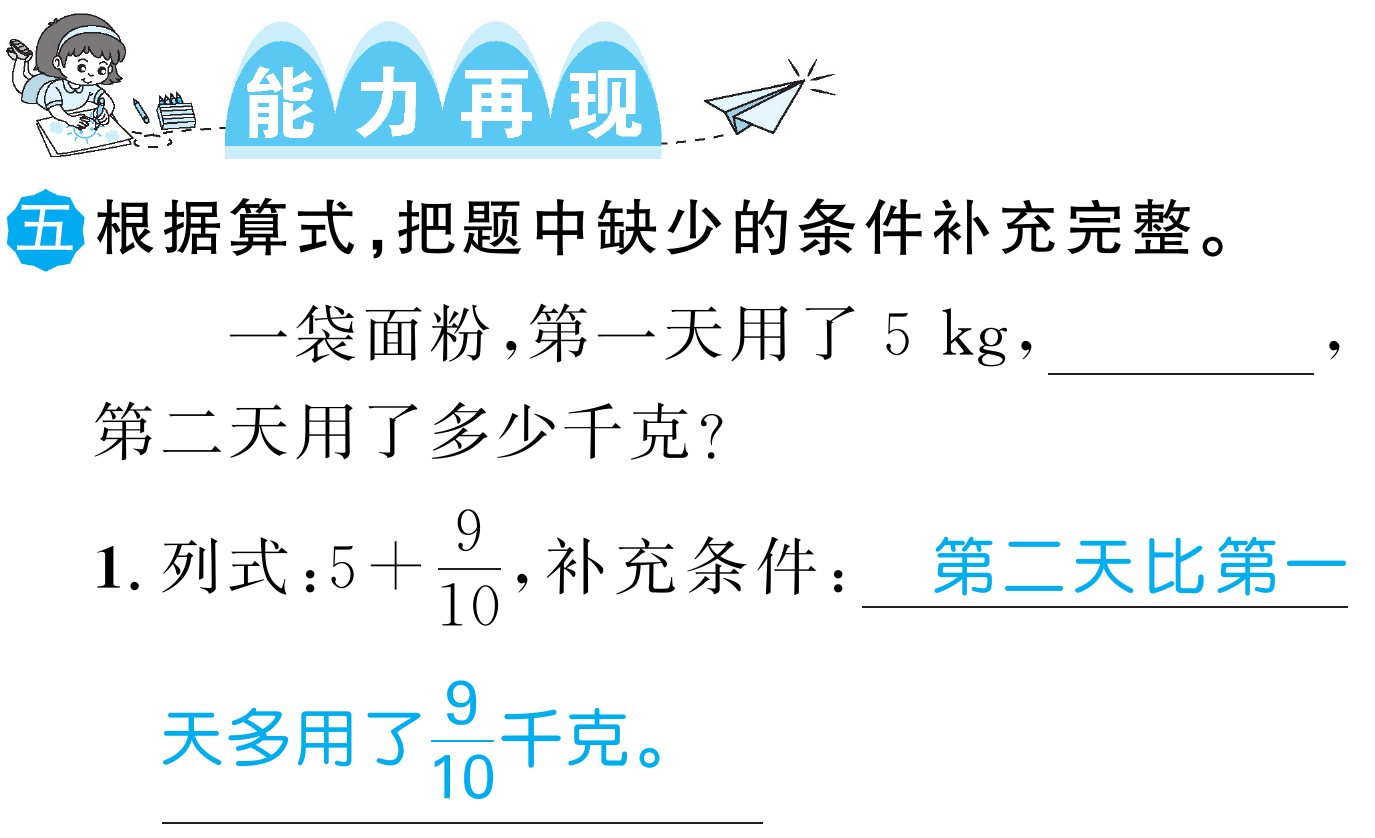 能力再现
五 根据算式,把题中缺少的条件补充完整。
一袋面粉,第一天用了 5 kg,________,
第二天用了多少千克?
1. 列式:5+9/10,补充条件: 第二天比第一
天多用了9/10千克。